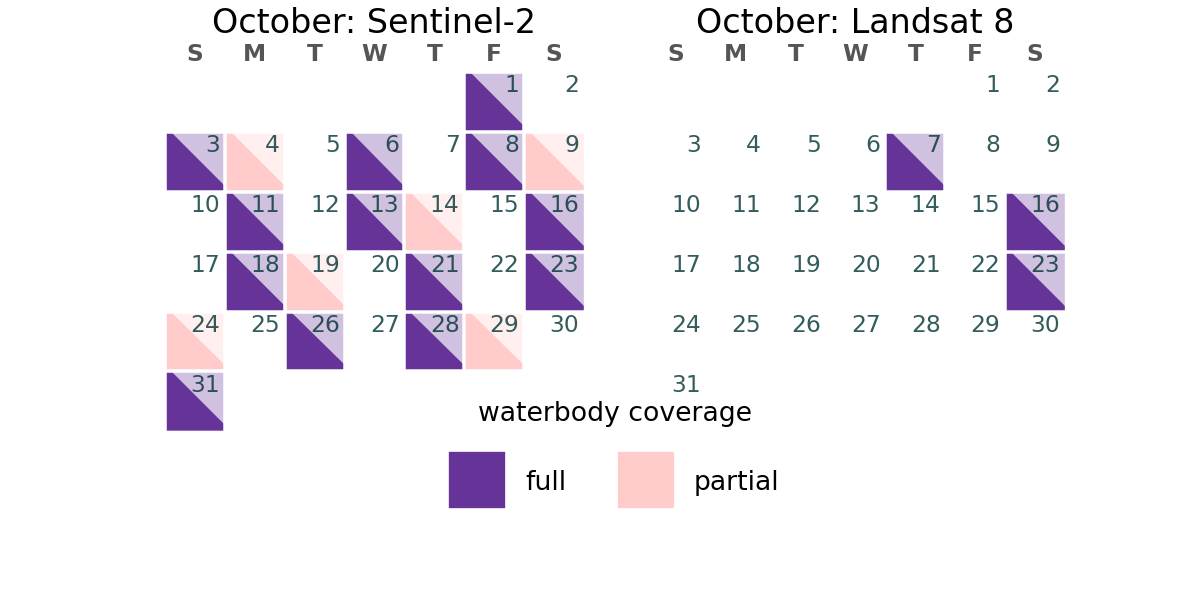 October: Sentinel-2
S M T W T F S
1 2
3 4 5 6 7 8 9
10 11 12 13 14 15 16
17 18 19 20 21 22 23
24 25 26 27 28 29 30
31
October: Landsat 8
S M T W T F S
1 2
3 4 5 6 7 8 9
10 11 12 13 14 15 16
17 18 19 20 21 22 23
24 25 26 27 28 29 30
31
waterbody coverage
full partial